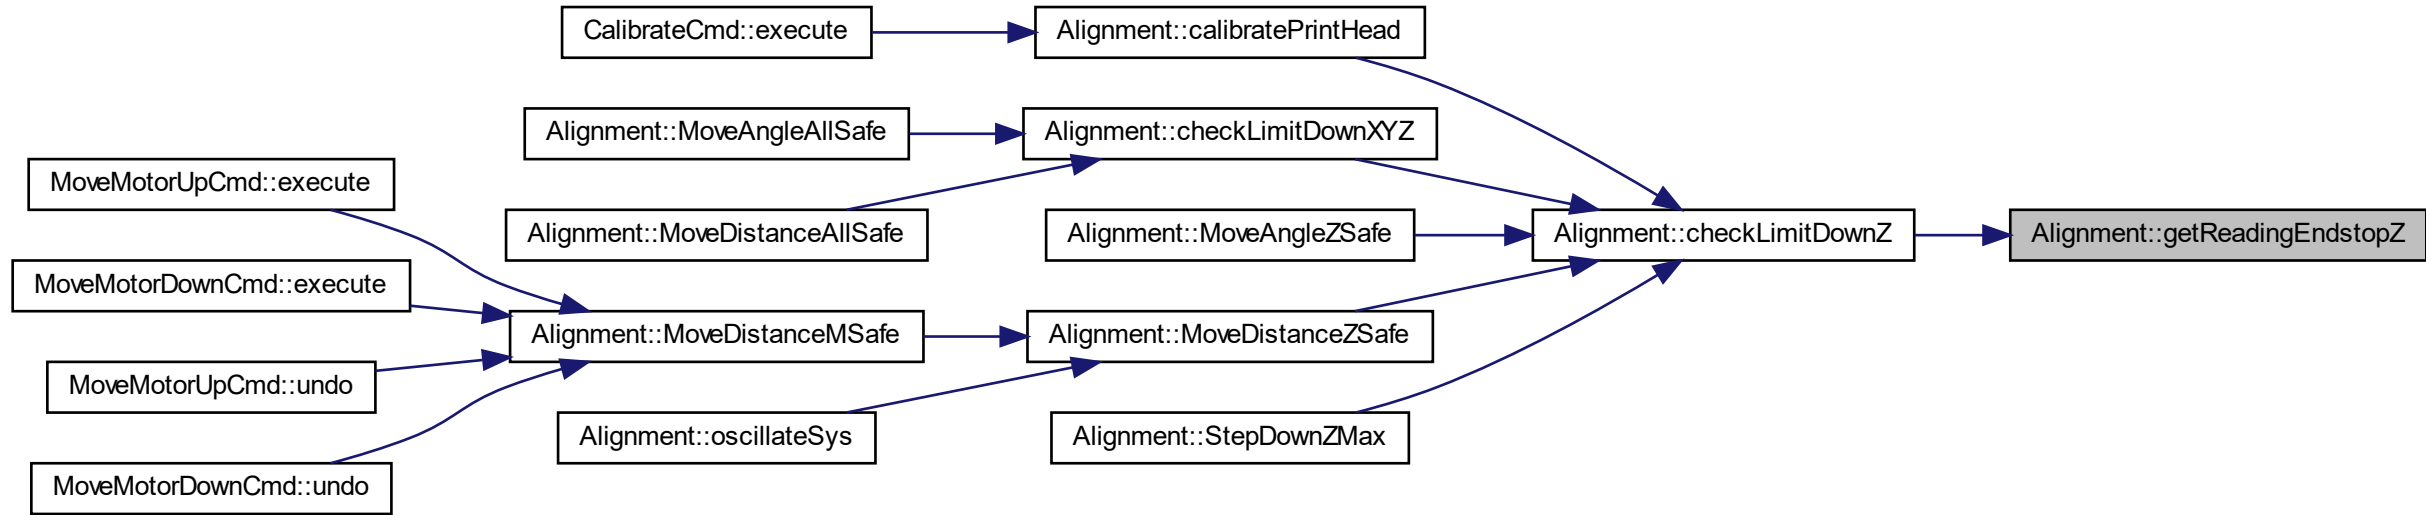 CalibrateCmd::execute
Alignment::calibratePrintHead
Alignment::MoveAngleAllSafe
Alignment::checkLimitDownXYZ
MoveMotorUpCmd::execute
Alignment::MoveDistanceAllSafe
Alignment::MoveAngleZSafe
Alignment::checkLimitDownZ
Alignment::getReadingEndstopZ
MoveMotorDownCmd::execute
Alignment::MoveDistanceMSafe
Alignment::MoveDistanceZSafe
MoveMotorUpCmd::undo
Alignment::oscillateSys
Alignment::StepDownZMax
MoveMotorDownCmd::undo